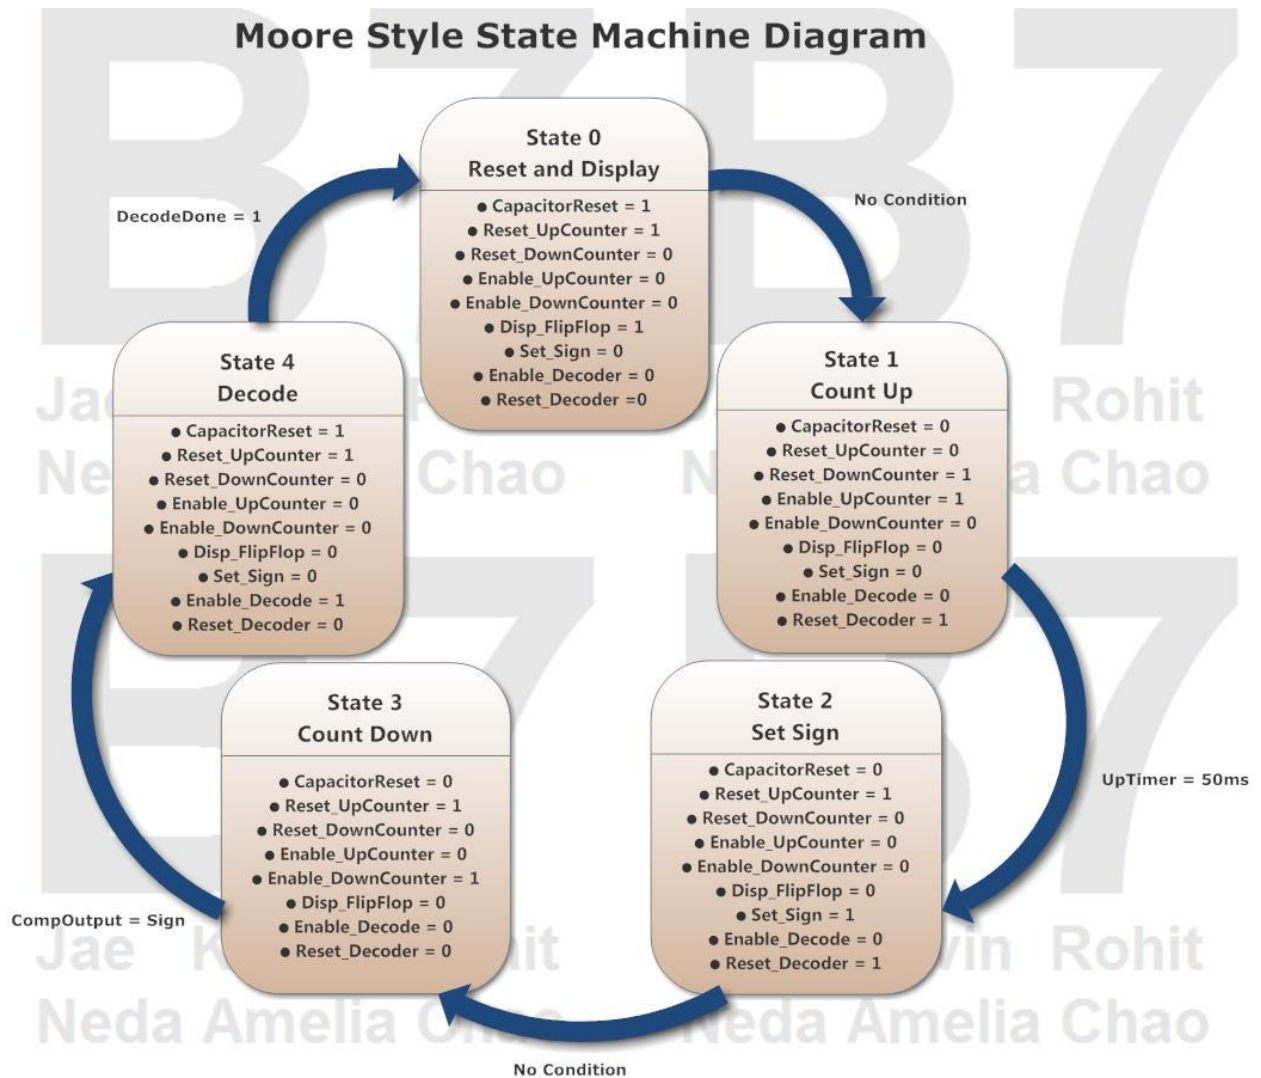 Moore Style State Machine Diagram
State 0
Reset and Display
● CapacitorReset = 1
● Reset_UpCounter = 1
● Reset_DownCounter = 0
● Enable_UpCounter = 0
● Enable_DownCounter = 0
● Disp_FlipFlop = 1
● Set_Sign = 0
● Enable_Decoder = 0
● Reset_Decoder =0
No Condition
State 1
Count Up
● CapacitorReset = 0
● Reset_UpCounter = 0
● Reset_DownCounter = 1
● Enable_UpCounter = 1
● Enable_DownCounter = 0
● Disp_FlipFlop = 0
● Set_Sign = 0
● Enable_Decode = 0
● Reset_Decoder = 1
UpTimer = 50ms
State 2
Set Sign
● CapacitorReset = 0
● Reset_UpCounter = 1
● Reset_DownCounter = 0
● Enable_UpCounter = 0
● Enable_DownCounter = 0
● Disp_FlipFlop = 0
● Set_Sign = 1
● Enable_Decode = 0
● Reset_Decoder = 1
No Condition
State 3
Count Down
● CapacitorReset = 0
● Reset_UpCounter = 1
● Reset_DownCounter = 0
● Enable_UpCounter = 0
● Enable_DownCounter = 1
● Disp_FlipFlop = 0
● Enable_Decode = 0
● Reset_Decoder = 0
CompOutput = Sign
State 4
Decode
● CapacitorReset = 1
● Reset_UpCounter = 1
● Reset_DownCounter = 0
● Enable_UpCounter = 0
● Enable_DownCounter = 0
● Disp_FlipFlop = 0
● Set_Sign = 0
● Enable_Decode = 1
● Reset_Decoder = 0
DecodeDone = 1
B7 B7
Rohit
Chao Chao
B7 B7
Jae Rohit
Neda Amelia Neda Amelia Chao